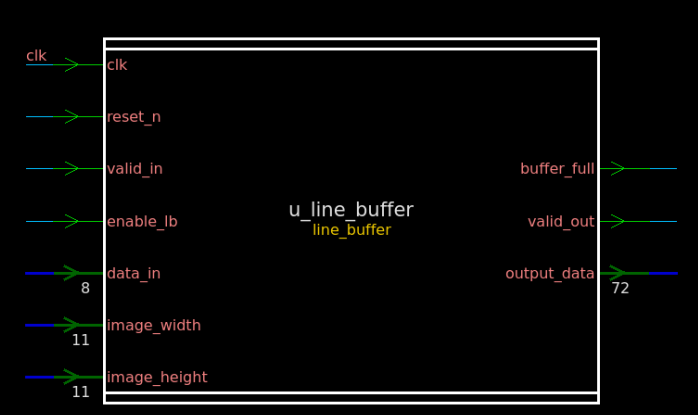 clk
clk
reset_n
valid_in
buffer_full
u_line_buffer
enable_lb
valid_out
line_buffer
data_in
output_data
8
72
image_width
11
image_height
11